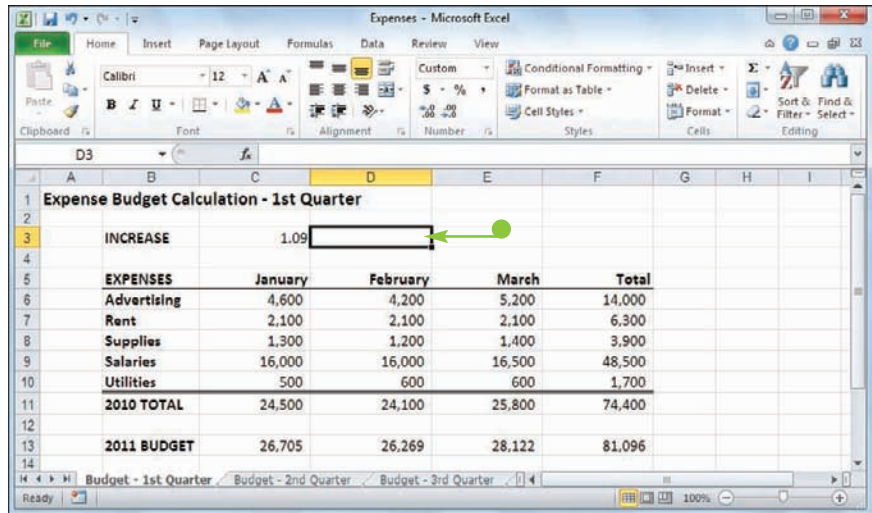 Expenses - Microsoft Excel
File Home Insert Page Layout Formulas Data Review View
Paste
Calibri 12 A A
B I U A
Custom
$ % ,
Conditional Formatting
Format as Table
Cell Styles
Insert
Delete
Format
Σ
Sort & Filter
Find & Select
Clipboard Font Alignment Number Styles Cells Editing
D3 fx
A B C D E F G H I
1 Expense Budget Calculation - 1st Quarter
2
3 INCREASE 1.09
4
5 EXPENSES January February March Total
6 Advertising 4,600 4,200 5,200 14,000
7 Rent 2,100 2,100 2,100 6,300
8 Supplies 1,300 1,200 1,400 3,900
9 Salaries 16,000 16,000 16,500 48,500
10 Utilities 500 600 600 1,700
11 2010 TOTAL 24,500 24,100 25,800 74,400
12
13 2011 BUDGET 26,705 26,269 28,122 81,096
14
Budget - 1st Quarter Budget - 2nd Quarter Budget - 3rd Quarter
Ready 100%